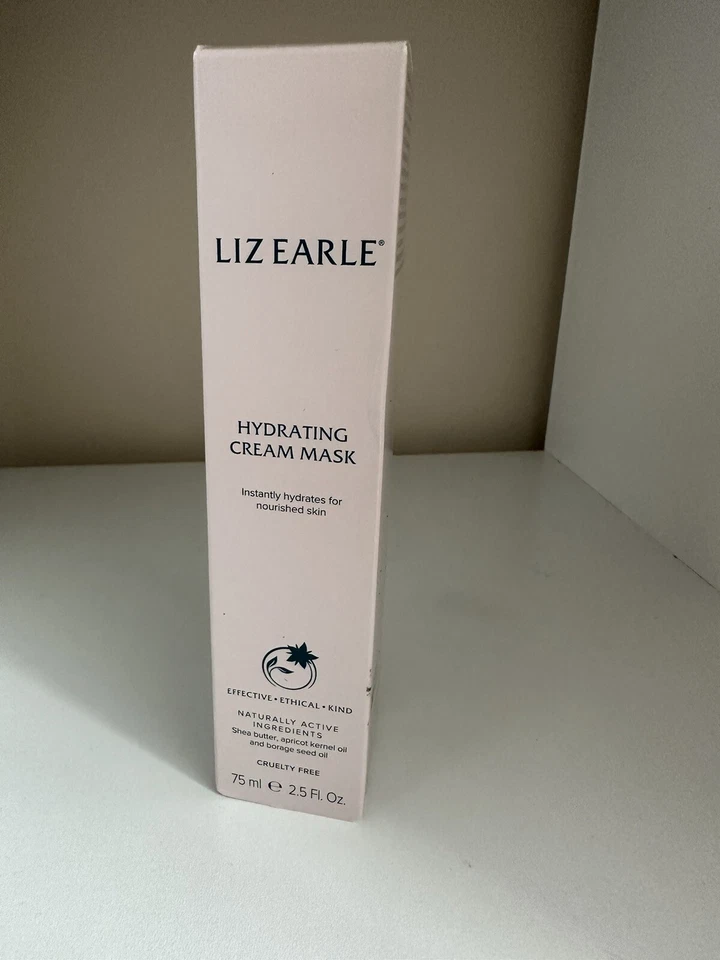 LIZ EARLE®
HYDRATING
CREAM MASK
Instantly hydrates for
nourished skin
EFFECTIVE • ETHICAL • KIND
NATURALLY ACTIVE
INGREDIENTS
Shea butter, apricot kernel oil
and borage seed oil
CRUELTY FREE
75 ml ℮ 2.5 Fl. Oz.